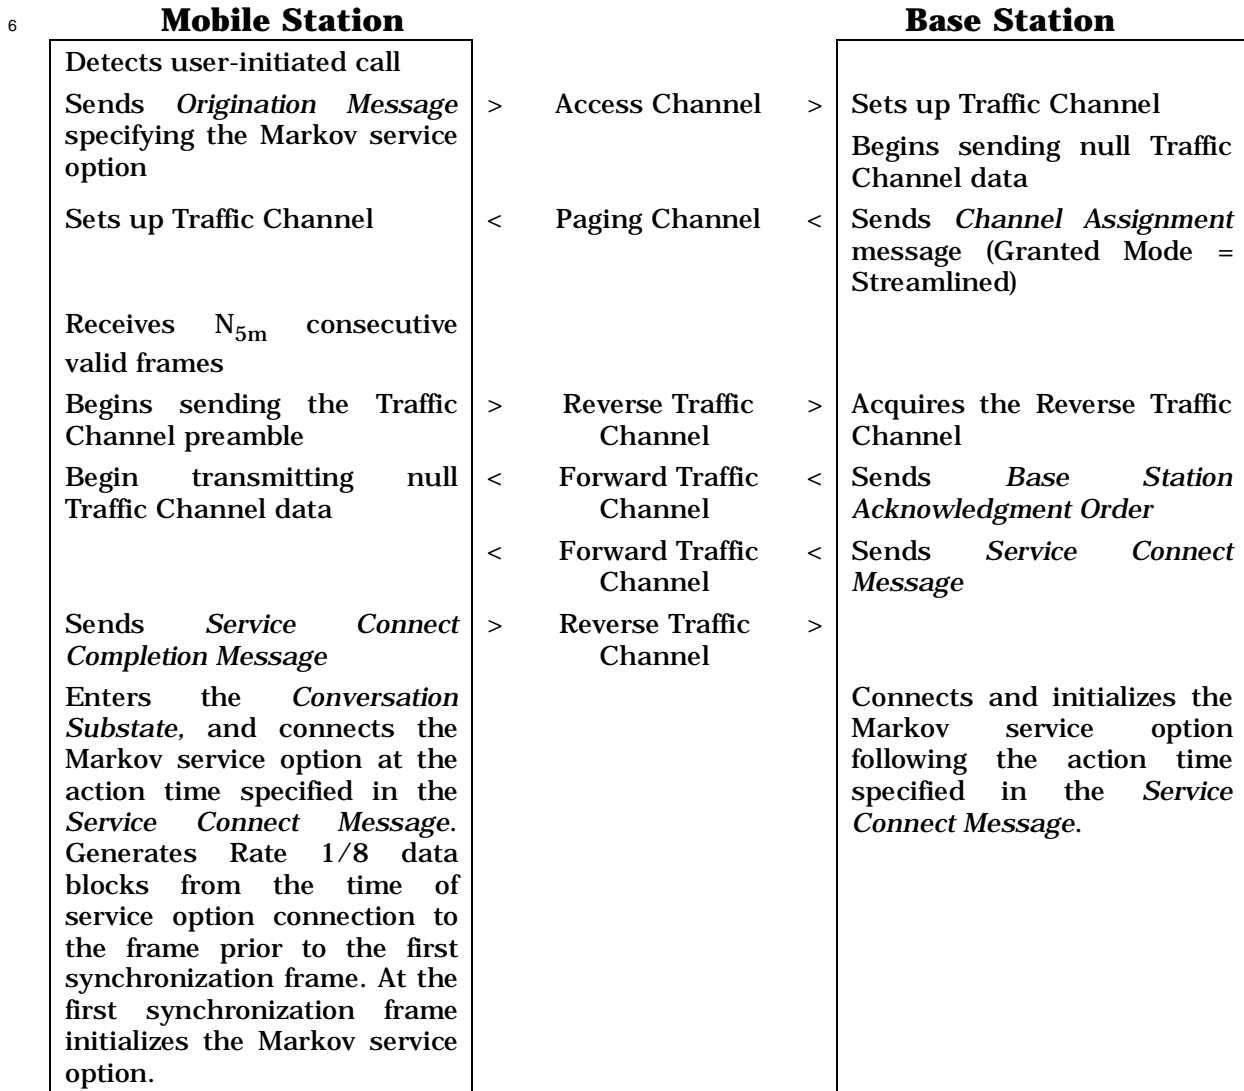 6 Mobile Station Base Station
Detects user-initiated call
Sends Origination Message > Access Channel > Sets up Traffic Channel
specifying the Markov service
option
Begins sending null Traffic
Channel data
Sets up Traffic Channel < Paging Channel < Sends Channel Assignment
message (Granted Mode =
Streamlined)
Receives N5m consecutive
valid frames
Begins sending the Traffic > Reverse Traffic > Acquires the Reverse Traffic
Channel preamble Channel Channel
Begin transmitting null < Forward Traffic < Sends Base Station
Traffic Channel data Channel Acknowledgment Order
< Forward Traffic < Sends Service Connect
Channel Message
Sends Service Connect > Reverse Traffic >
Completion Message Channel
Enters the Conversation
Substate, and connects the
Markov service option at the
action time specified in the
Service Connect Message.
Generates Rate 1/8 data
blocks from the time of
service option connection to
the frame prior to the first
synchronization frame. At the
first synchronization frame
initializes the Markov service
option.
Connects and initializes the
Markov service option
following the action time
specified in the Service
Connect Message.